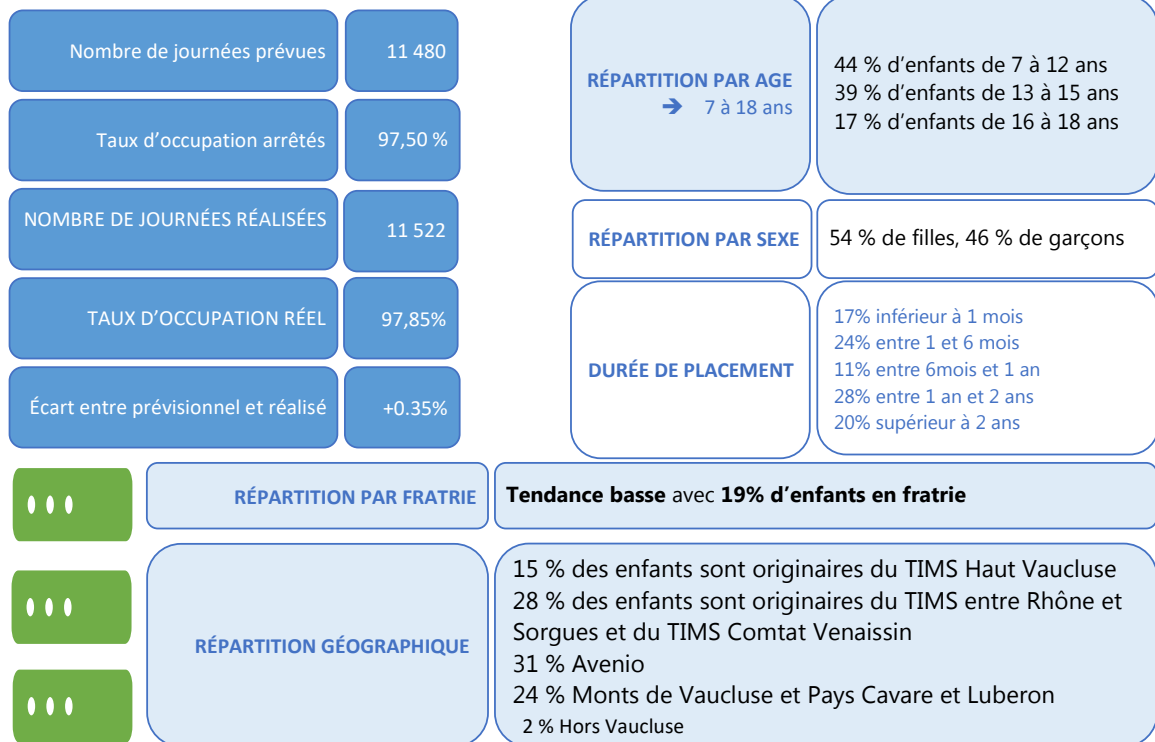 Nombre de journées prévues
11 480
Taux d'occupation arrêtés
97,50 %
NOMBRE DE JOURNÉES RÉALISÉES
11 522
TAUX D'OCCUPATION RÉEL
97,85%
Écart entre prévisionnel et réalisé
+0.35%
RÉPARTITION PAR AGE
➔ 7 à 18 ans
44 % d'enfants de 7 à 12 ans
39 % d'enfants de 13 à 15 ans
17 % d'enfants de 16 à 18 ans
RÉPARTITION PAR SEXE
54 % de filles, 46 % de garçons
DURÉE DE PLACEMENT
17% inférieur à 1 mois
24% entre 1 et 6 mois
11% entre 6mois et 1 an
28% entre 1 an et 2 ans
20% supérieur à 2 ans
RÉPARTITION PAR FRATRIE
Tendance basse avec 19% d'enfants en fratrie
RÉPARTITION GÉOGRAPHIQUE
15 % des enfants sont originaires du TIMS Haut Vaucluse
28 % des enfants sont originaires du TIMS entre Rhône et
Sorgues et du TIMS Comtat Venaissin
31 % Avenio
24 % Monts de Vaucluse et Pays Cavare et Luberon
2 % Hors Vaucluse